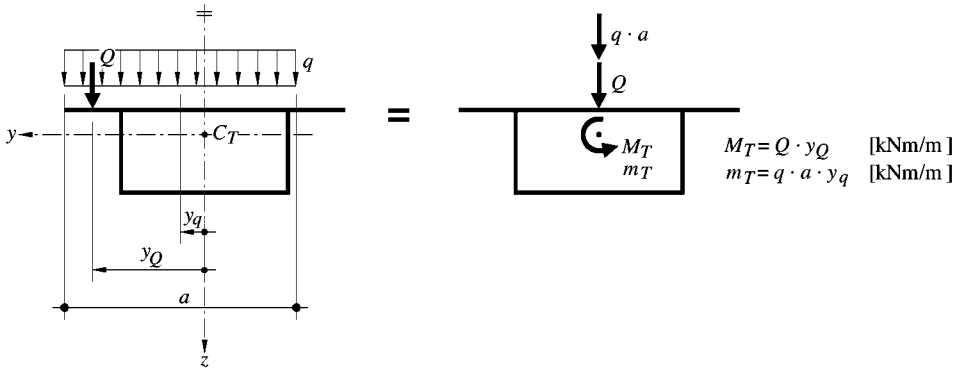 Q
q
y
C_T
y_q
y_Q
a
z
=
q · a
Q
M_T
m_T
M_T = Q · y_Q [kNm/m]
m_T = q · a · y_q [kNm/m]